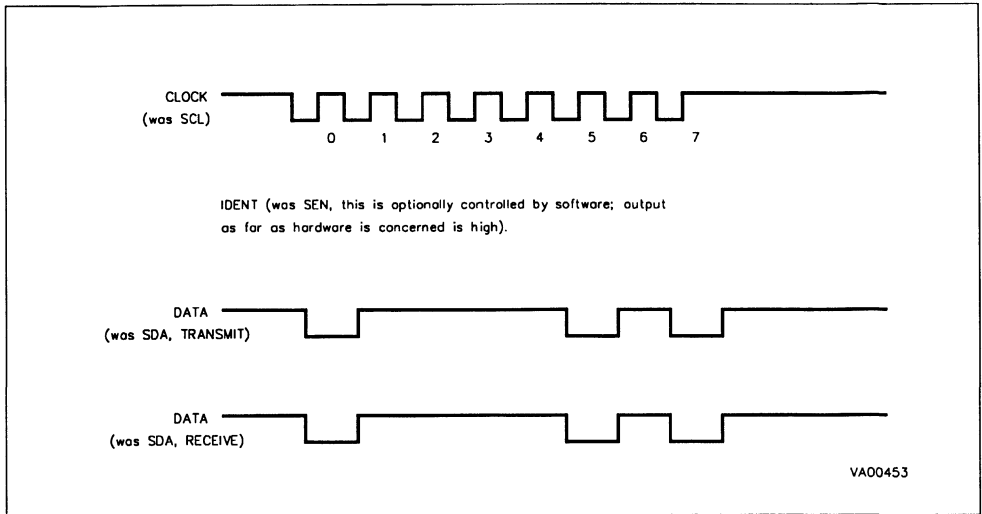 CLOCK
(was SCL)
0 1 2 3 4 5 6 7
IDENT (was SEN, this is optionally controlled by software; output
as far as hardware is concerned is high).
DATA
(was SDA, TRANSMIT)
DATA
(was SDA, RECEIVE)
VA00453